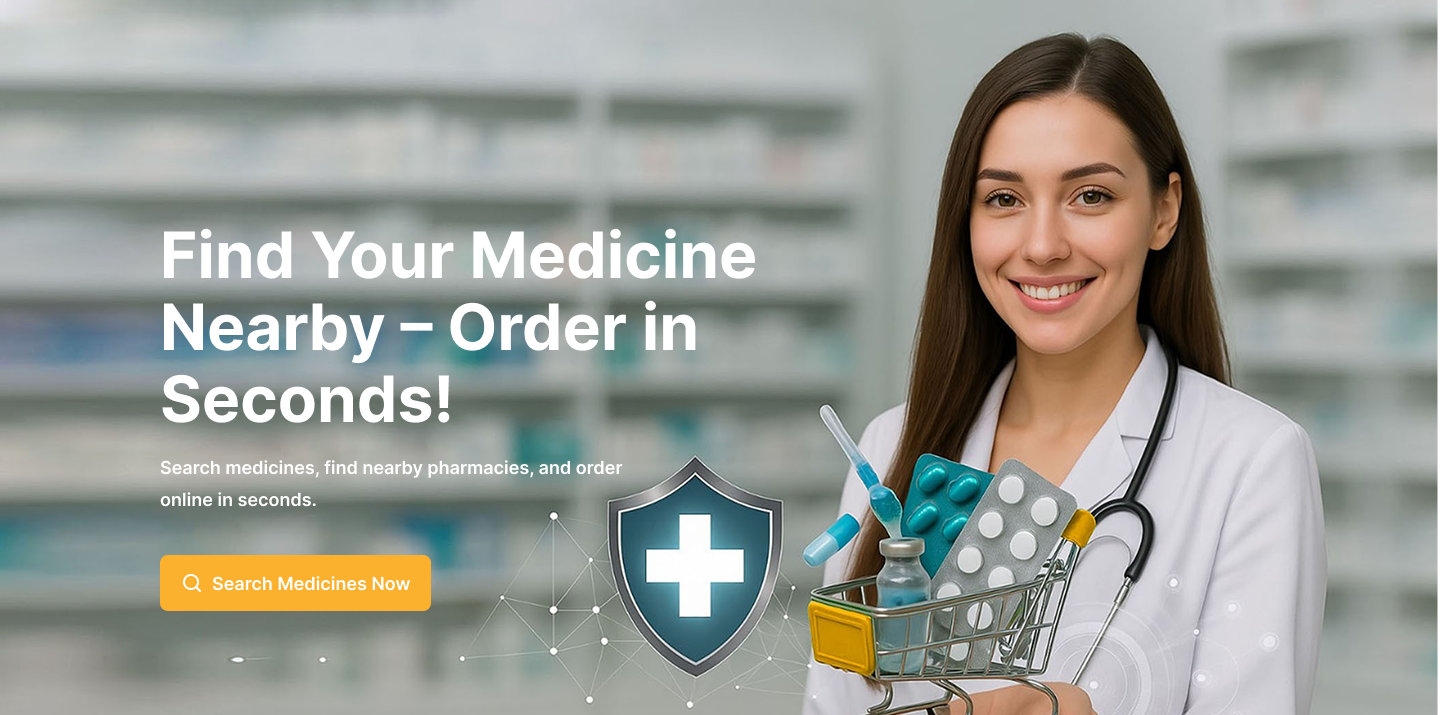 Find Your Medicine
Nearby – Order in
Seconds!
Search medicines, find nearby pharmacies, and order
online in seconds.
Search Medicines Now